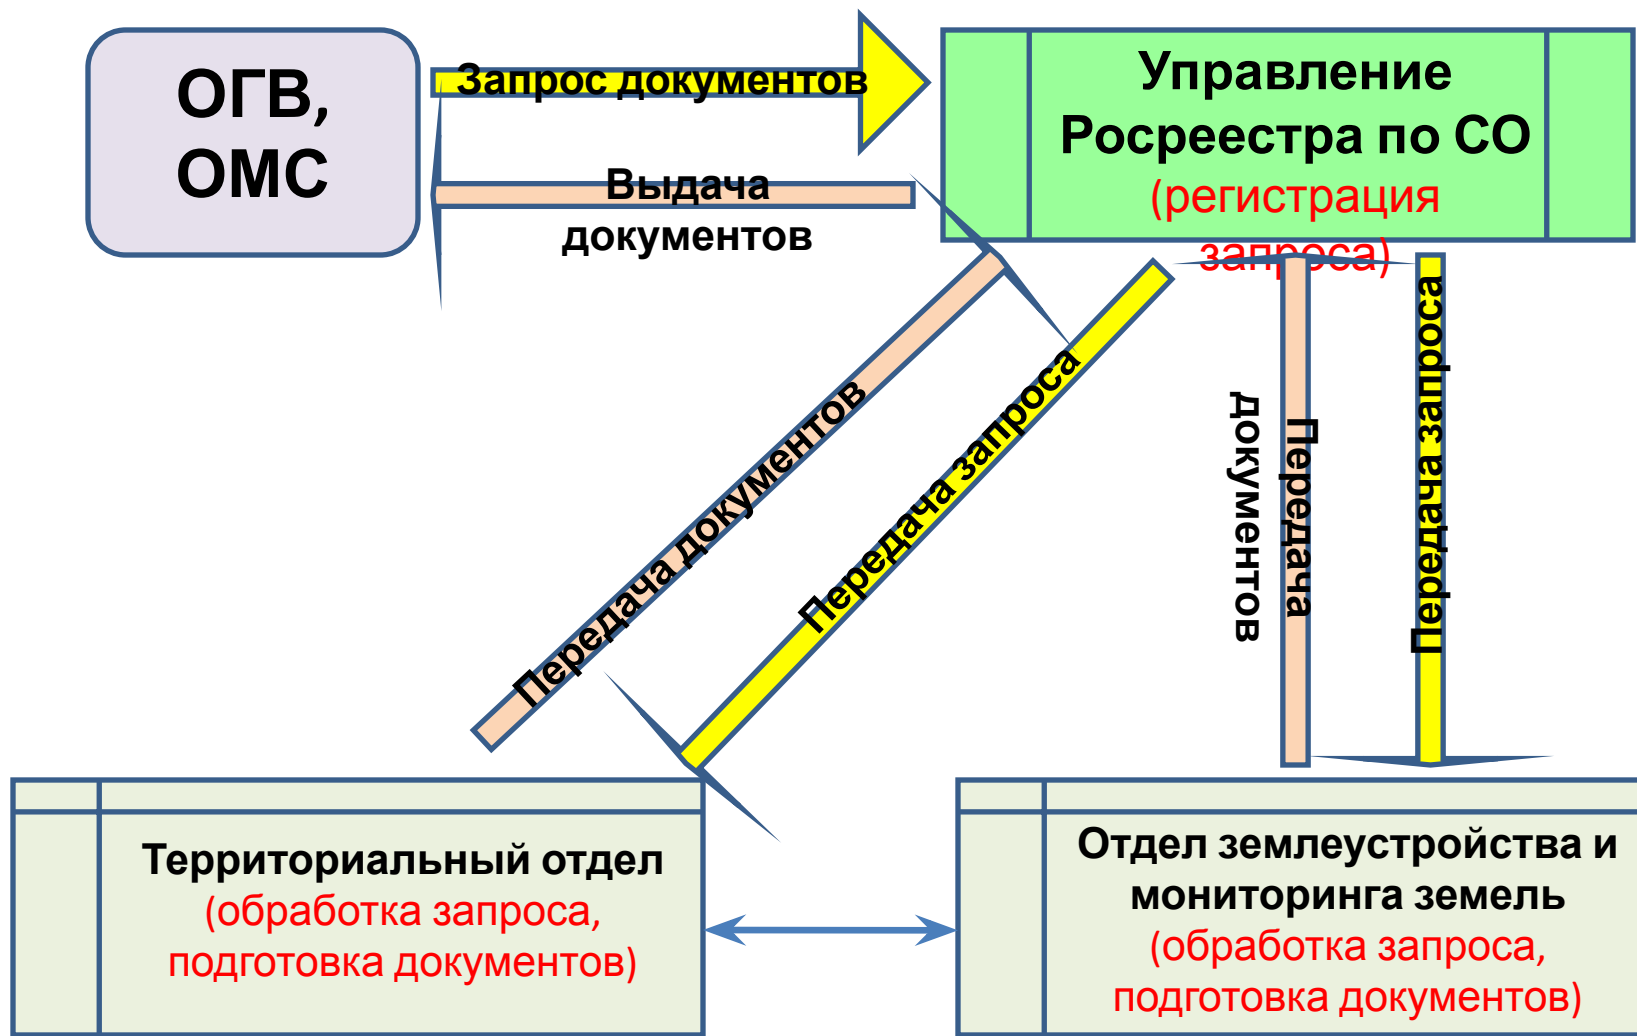 ОГВ,
ОМС
Запрос документов
Выдача
документов
Управление
Росреестра по СО
(регистрация
запроса)
Передача документов
Передача запроса
Передача
документов
Передача запроса
Территориальный отдел
(обработка запроса,
подготовка документов)
Отдел землеустройства и
мониторинга земель
(обработка запроса,
подготовка документов)